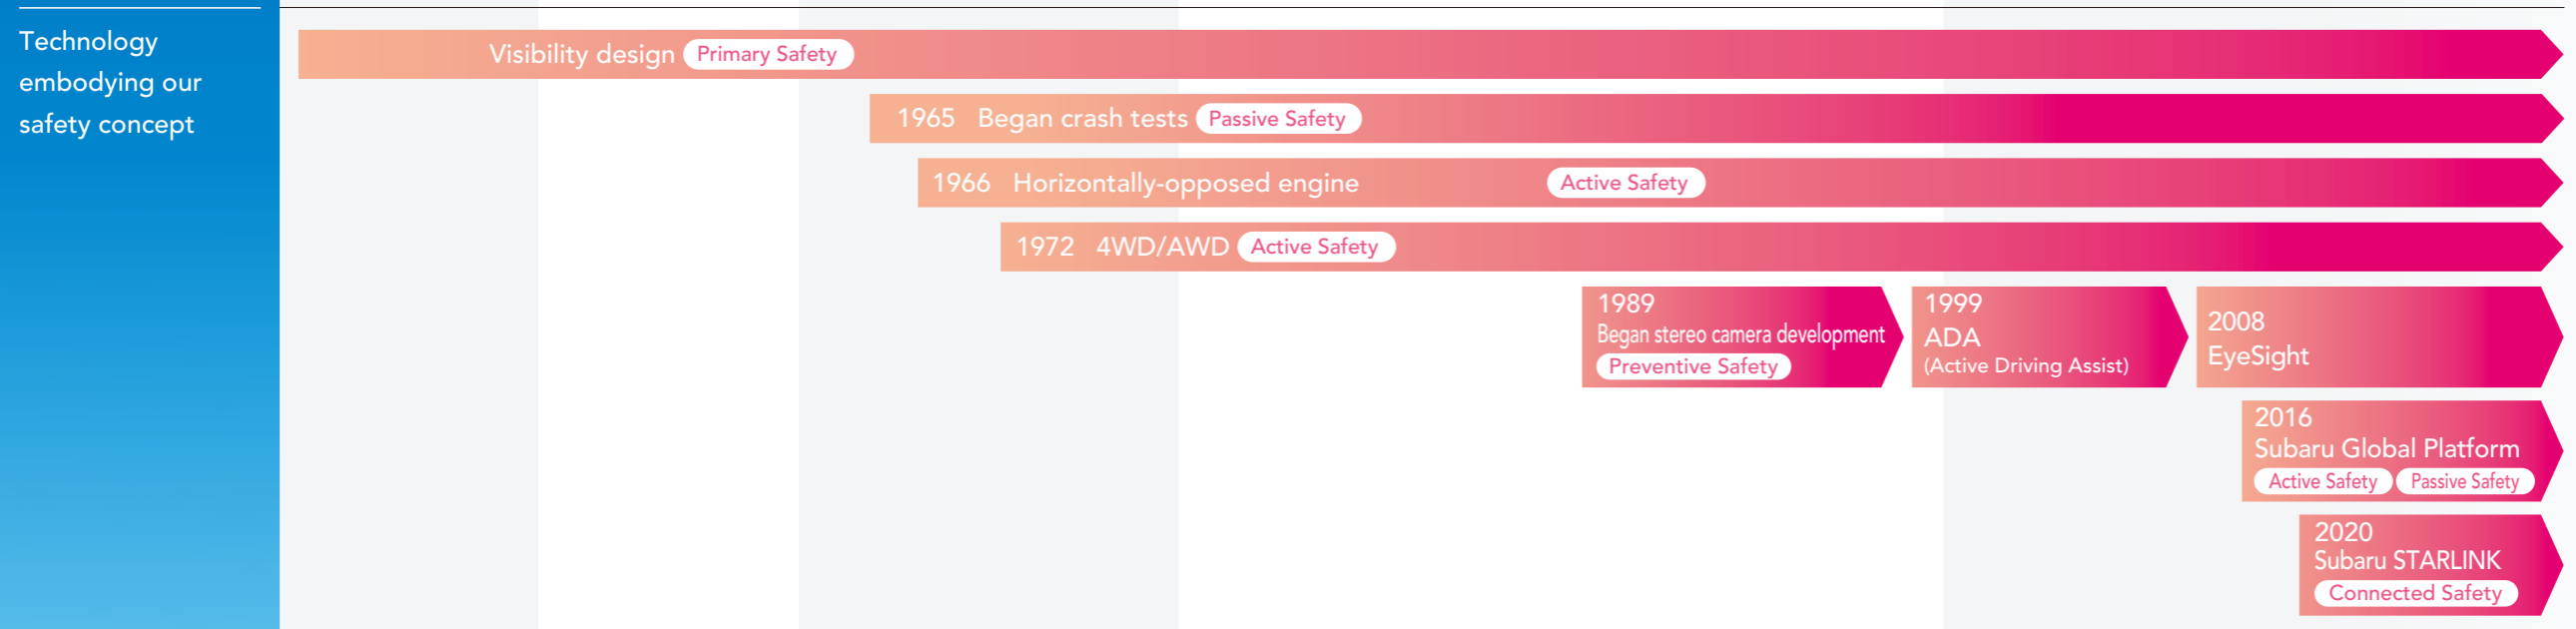 Technology
embodying our
safety concept
Visibility design Primary Safety
1965 Began crash tests Passive Safety
1966 Horizontally-opposed engine Active Safety
1972 4WD/AWD Active Safety
1989
Began stereo camera development
Preventive Safety
1999
ADA
(Active Driving Assist)
2008
EyeSight
2016
Subaru Global Platform
Active Safety Passive Safety
2020
Subaru STARLINK
Connected Safety